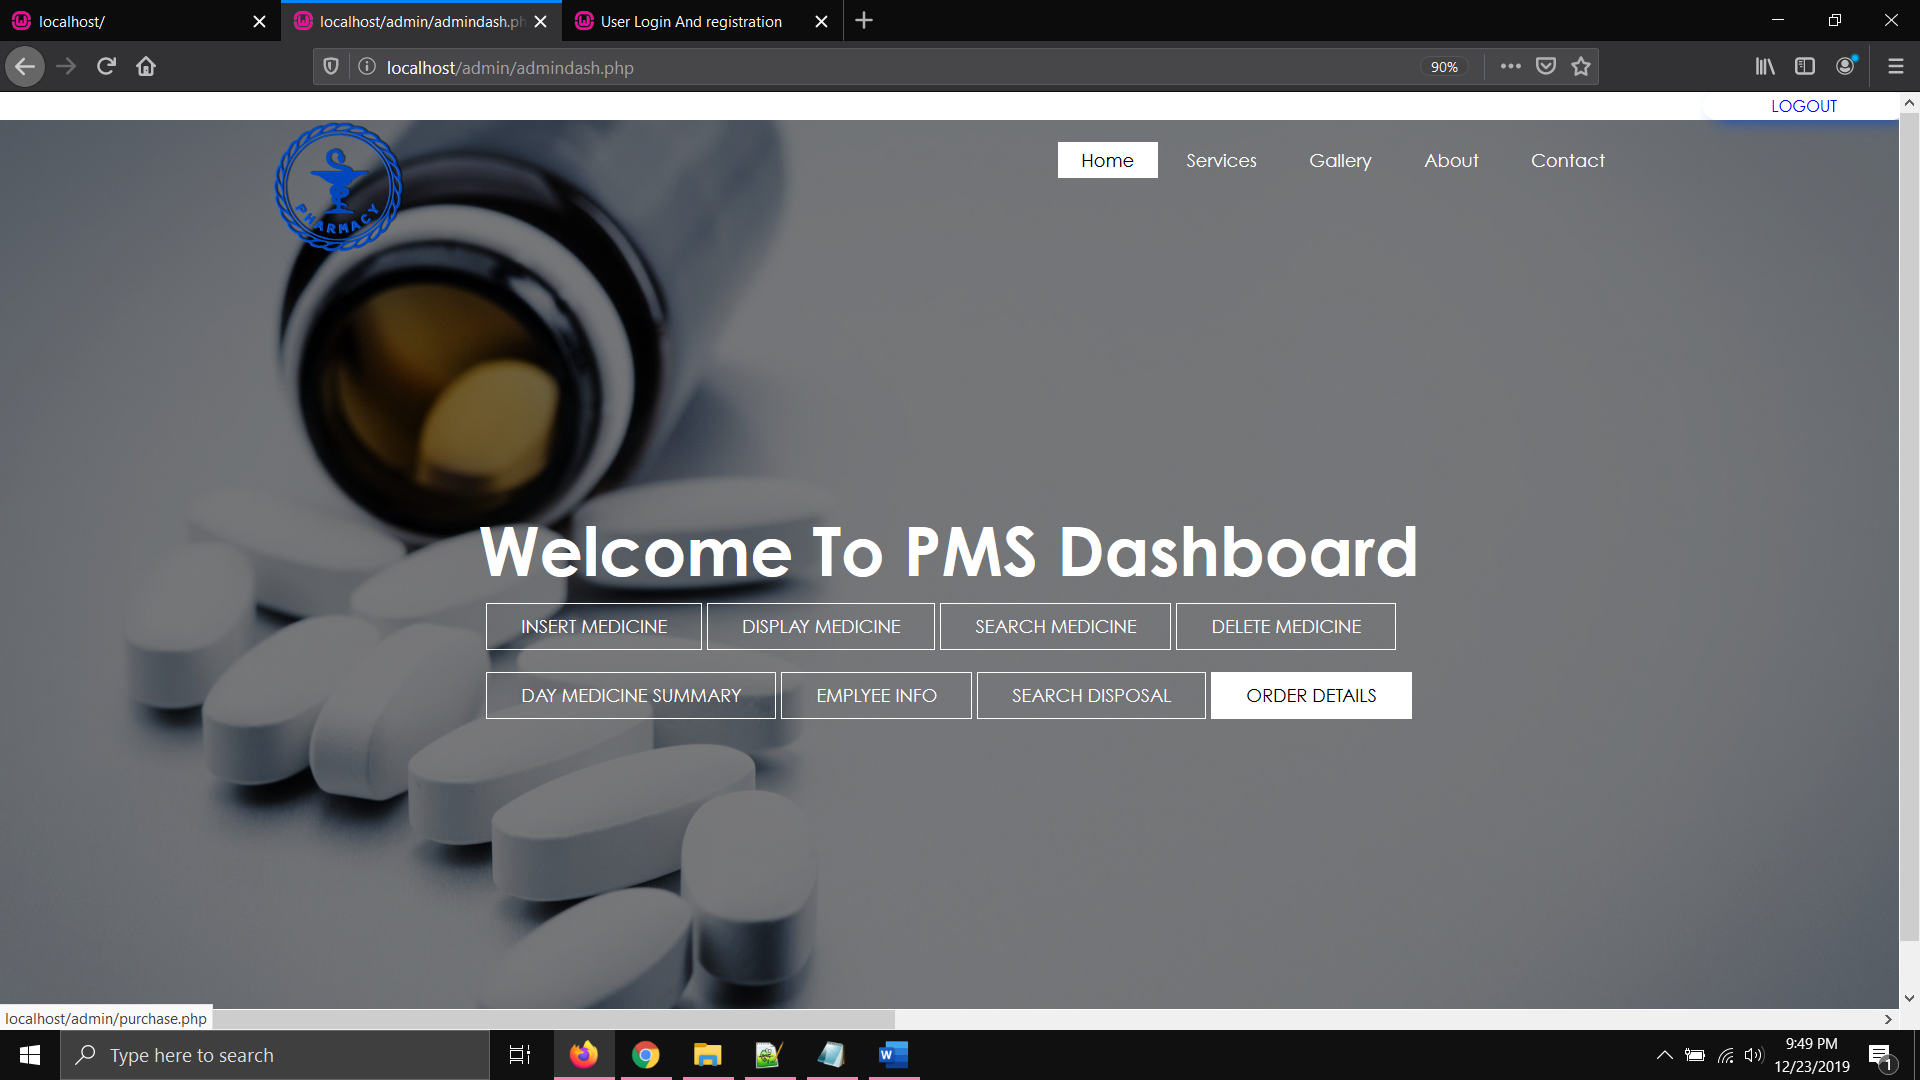 localhost/
localhost/admin/admindash.ph
User Login And registration
localhost/admin/admindash.php
90%
LOGOUT
PHARMACY
Home
Services
Gallery
About
Contact
Welcome To PMS Dashboard
INSERT MEDICINE
DISPLAY MEDICINE
SEARCH MEDICINE
DELETE MEDICINE
DAY MEDICINE SUMMARY
EMPLYEE INFO
SEARCH DISPOSAL
ORDER DETAILS
localhost/admin/purchase.php
Type here to search
W
9:49 PM
12/23/2019
1